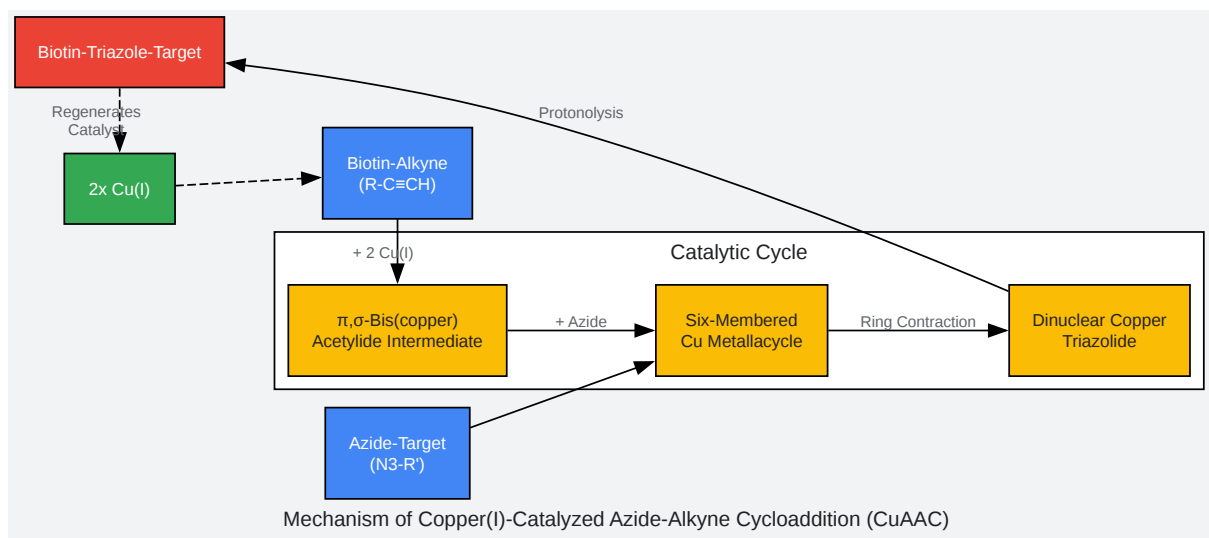 Biotin-Triazole-Target
Protonolysis
Regenerates
Catalyst
Biotin-Alkyne
(R-C≡CH)
2x Cu(I)
+ 2 Cu(I)
Catalytic Cycle
π,σ-Bis(copper)
Acetylide Intermediate
+ Azide
Six-Membered
Cu Metallacycle
Ring Contraction
Dinuclear Copper
Triazolide
Azide-Target
(N3-R')
Mechanism of Copper(I)-Catalyzed Azide-Alkyne Cycloaddition (CuAAC)